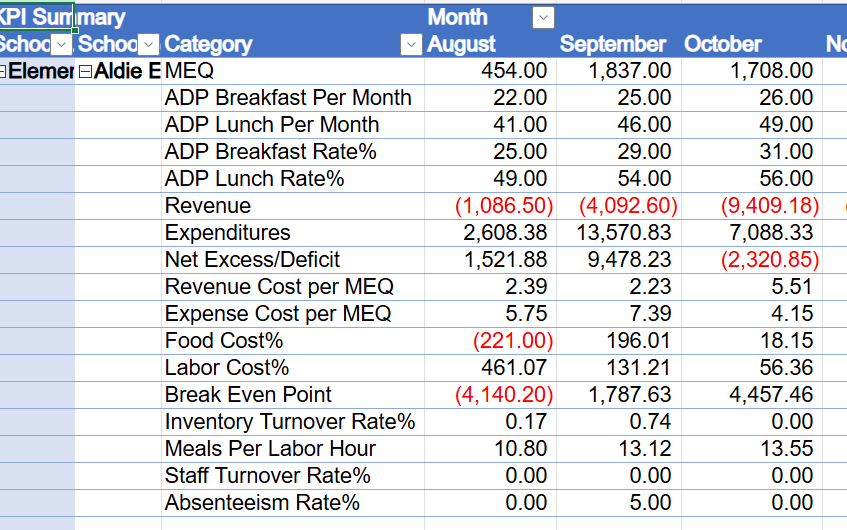 KPI Summary Month
Category August September October
MEQ 454.00 1,837.00 1,708.00
ADP Breakfast Per Month 22.00 25.00 26.00
ADP Lunch Per Month 41.00 46.00 49.00
ADP Breakfast Rate% 25.00 29.00 31.00
ADP Lunch Rate% 49.00 54.00 56.00
Revenue (1,086.50) (4,092.60) (9,409.18)
Expenditures 2,608.38 13,570.83 7,088.33
Net Excess/Deficit 1,521.88 9,478.23 (2,320.85)
Revenue Cost per MEQ 2.39 2.23 5.51
Expense Cost per MEQ 5.75 7.39 4.15
Food Cost% (221.00) 196.01 18.15
Labor Cost% 461.07 131.21 56.36
Break Even Point (4,140.20) 1,787.63 4,457.46
Inventory Turnover Rate% 0.17 0.74 0.00
Meals Per Labor Hour 10.80 13.12 13.55
Staff Turnover Rate% 0.00 0.00 0.00
Absenteeism Rate% 0.00 5.00 0.00